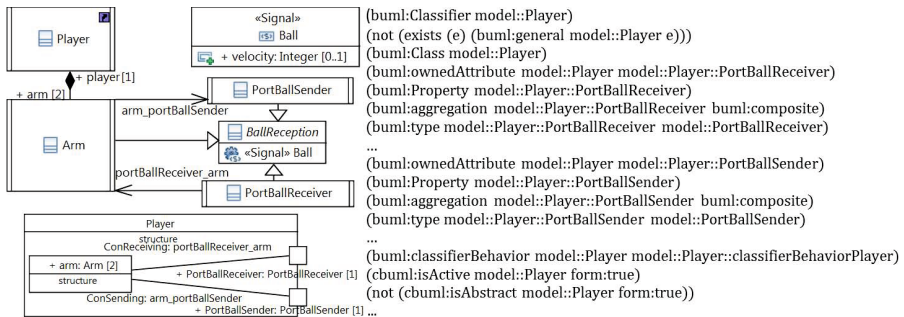 Player
+ player[1]
+ arm [2]
Arm
arm_portBallSender
portBallReceiver_arm
«Signal»
Ball
+ velocity: Integer [0..1]
PortBallSender
BallReception
«Signal» Ball
PortBallReceiver
Player
structure
ConReceiving: portBallReceiver_arm
+ arm: Arm [2]
+ PortBallReceiver: PortBallReceiver [1]
structure
ConSending: arm_portBallSender
+ PortBallSender: PortBallSender [1]
(buml:Classifier model::Player)
(not (exists (e) (buml:general model::Player e)))
(buml:Class model::Player)
(buml:ownedAttribute model::Player model::Player::PortBallReceiver)
(buml:Property model::Player::PortBallReceiver)
(buml:aggregation model::Player::PortBallReceiver buml:composite)
(buml:type model::Player::PortBallReceiver model::PortBallReceiver)
...
(buml:ownedAttribute model::Player model::Player::PortBallSender)
(buml:Property model::Player::PortBallSender)
(buml:aggregation model::Player::PortBallSender buml:composite)
(buml:type model::Player::PortBallSender model::PortBallSender)
...
(buml:classifierBehavior model::Player model::Player::classifierBehaviorPlayer)
(cbuml:isActive model::Player form:true)
(not (cbuml:isAbstract model::Player form:true))
...